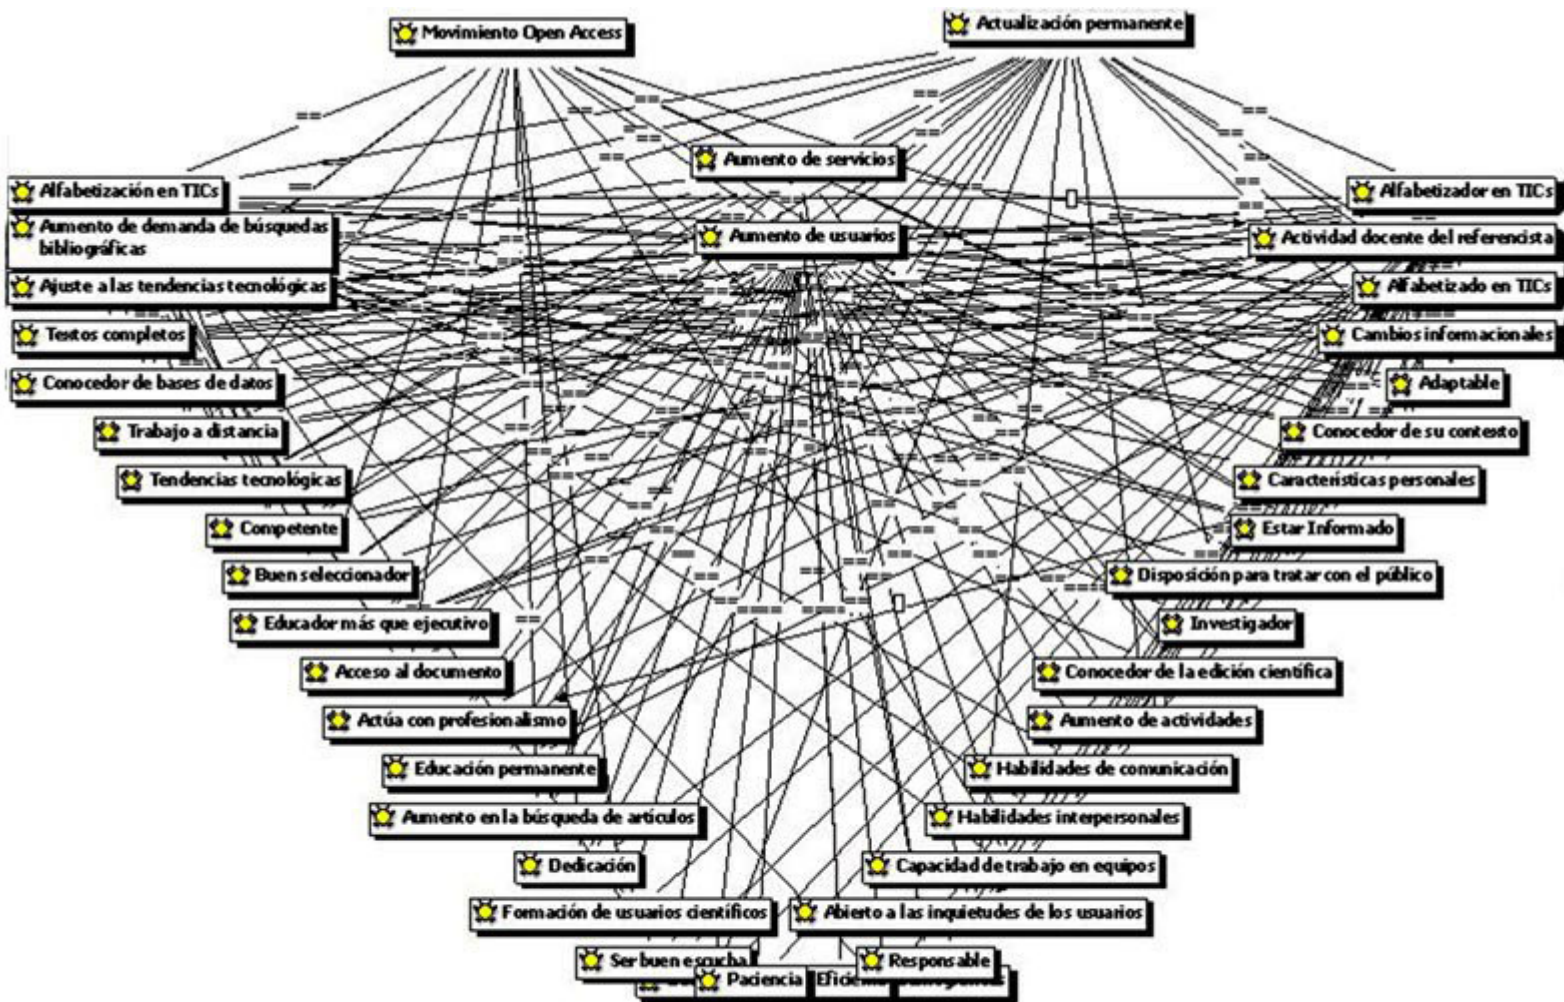 Movimiento Open Access
Actualización permanente
Aumento de servicios
Alfabetización en TICs
Alfabetizador en TICs
Aumento de demanda de búsquedas
bibliográficas
Aumento de usuarios
Actividad docente del referencista
Ajuste a las tendencias tecnológicas
Alfabetizado en TICs
Textos completos
Cambios informacionales
Conocedor de bases de datos
Adaptable
Trabajo a distancia
Conocedor de su contexto
Tendencias tecnológicas
Características personales
Competente
Estar Informado
Buen seleccionador
Disposición para tratar con el público
Educador más que ejecutivo
Investigador
Acceso al documento
Conocedor de la edición científica
Actúa con profesionalismo
Aumento de actividades
Educación permanente
Habilidades de comunicación
Aumento en la búsqueda de artículos
Habilidades interpersonales
Dedicación
Capacidad de trabajo en equipos
Formación de usuarios científicos
Abierto a las inquietudes de los usuarios
Ser buen escucha
Responsable
Paciencia